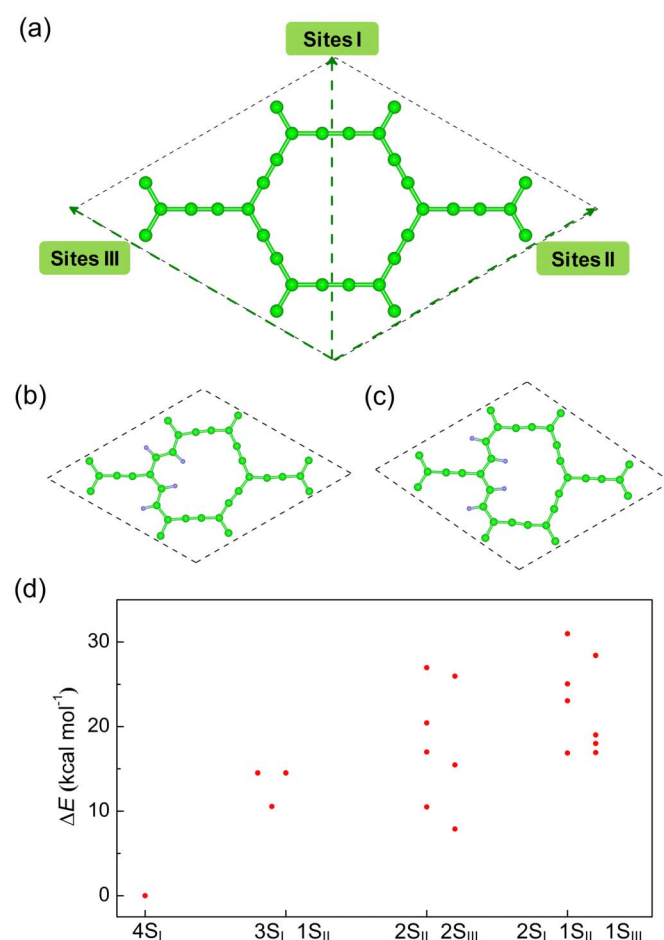 (a)
Sites I
Sites III
Sites II
(b)
(c)
(d)
30
20
10
0
ΔE (kcal mol⁻¹)
4S_I 3S_I 1S_II 2S_II 2S_III 2S_I 1S_II 1S_III